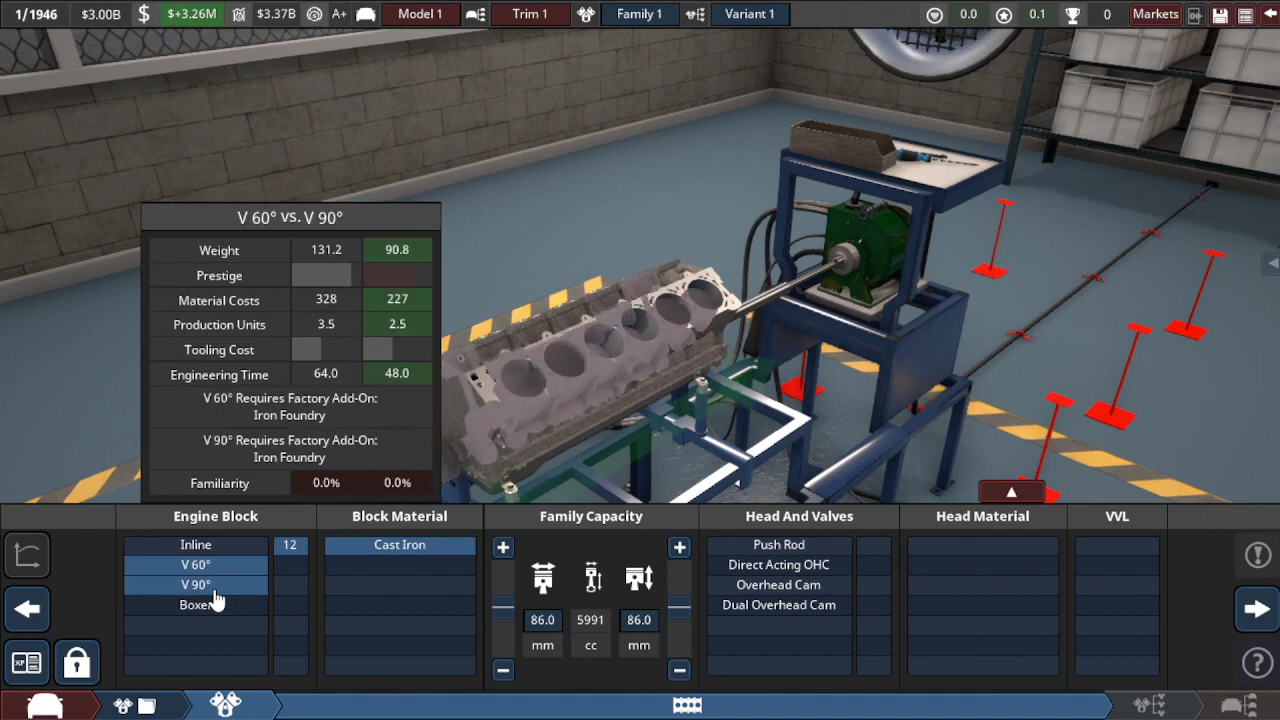 1/1946 $3.00B $+3.26M $3.37B A+ Model 1 Trim 1 Family 1 Variant 1 0.0 0.1 0 Markets
V 60° vs. V 90°
Weight 131.2 90.8
Prestige
Material Costs 328 227
Production Units 3.5 2.5
Tooling Cost
Engineering Time 64.0 48.0
V 60° Requires Factory Add-On:
Iron Foundry
V 90° Requires Factory Add-On:
Iron Foundry
Familiarity 0.0% 0.0%
Engine Block Block Material Family Capacity Head And Valves Head Material VVL
Inline 12 Cast Iron Push Rod
V 60° Direct Acting OHC
V 90° Overhead Cam
Boxer Dual Overhead Cam
86.0 5991 86.0
mm cc mm
XP